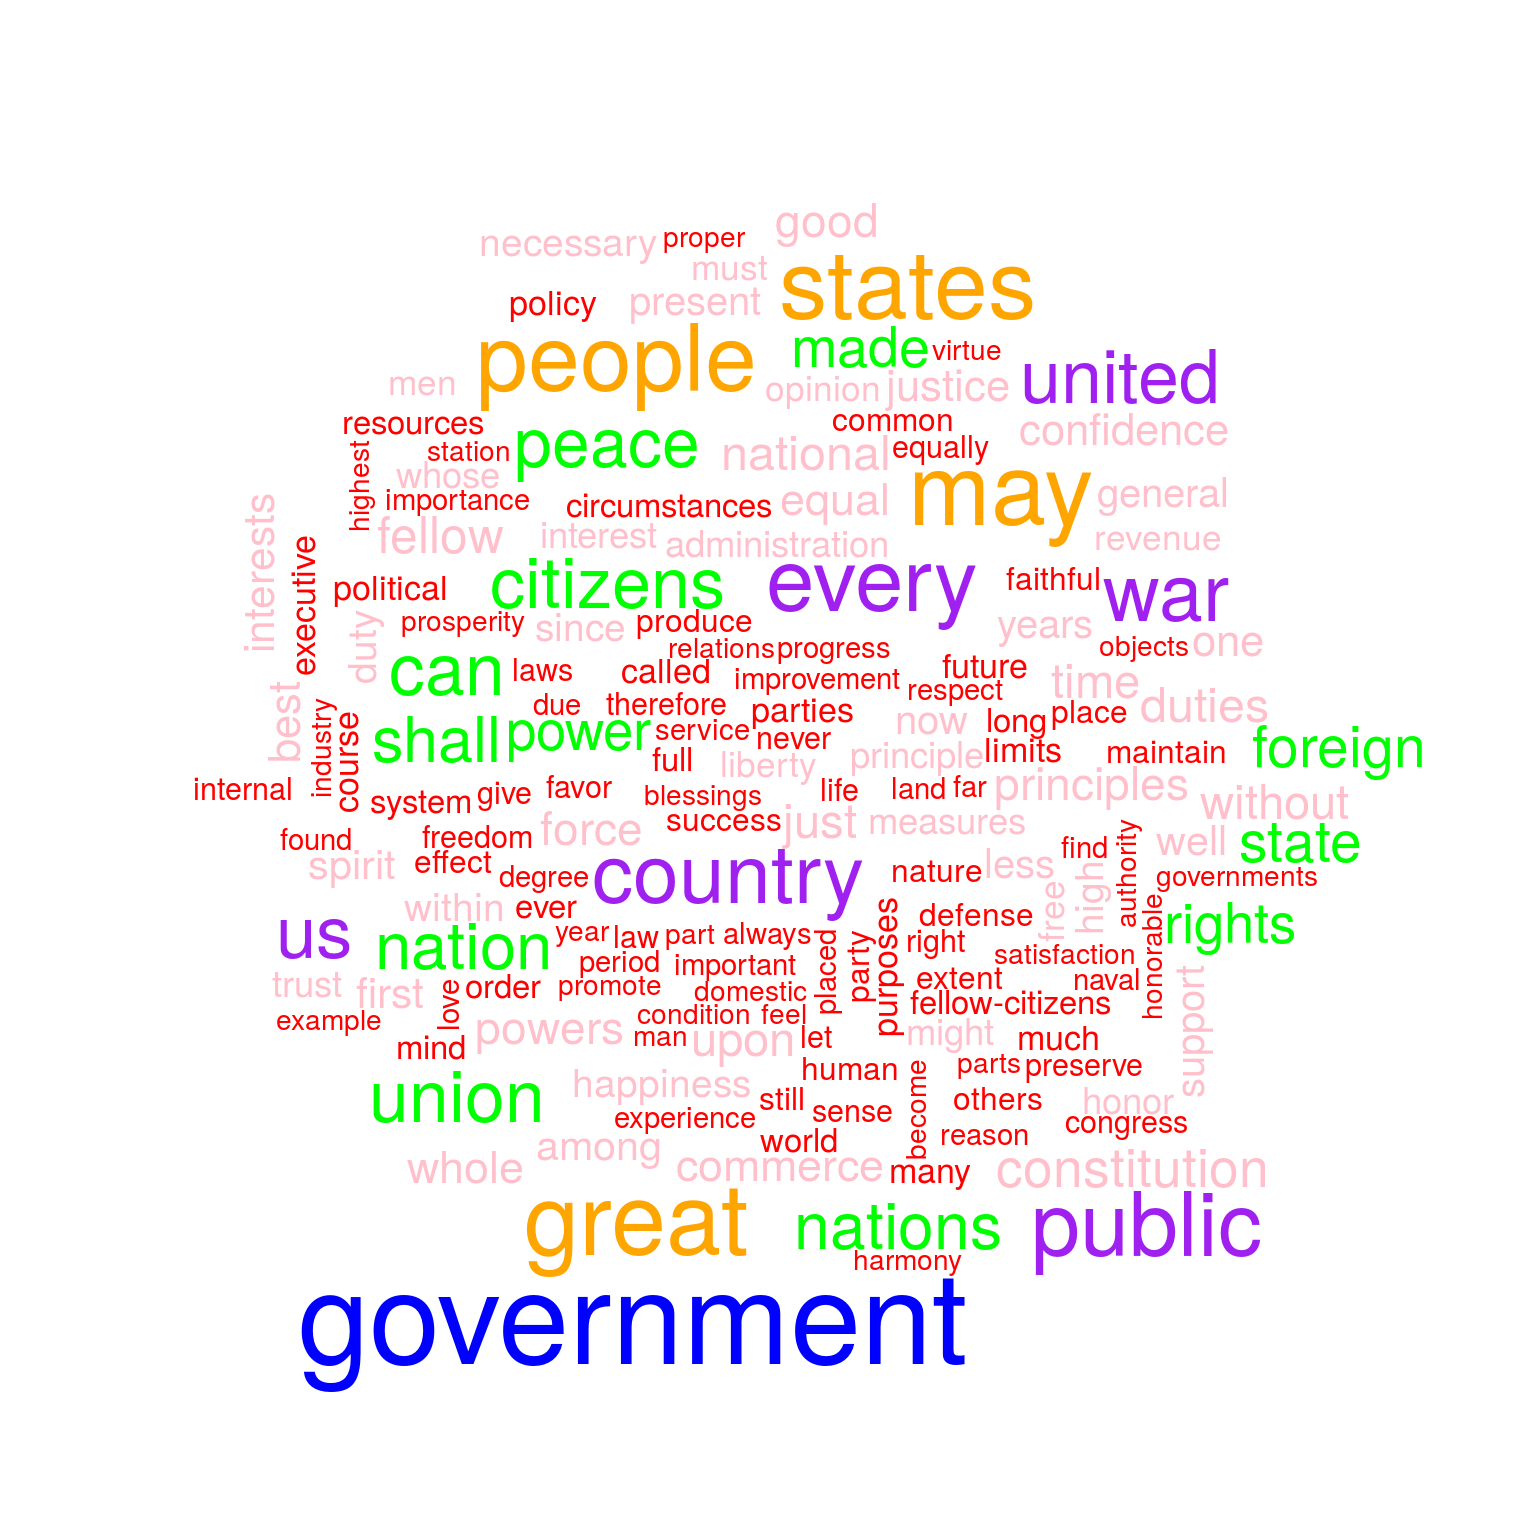 good
necessary proper
must
states
policy present
people made virtue
united
men opinion justice
resources common confidence
station peace national equally
highest whose may general
importance circumstances equal
interests fellow interest administration revenue
executive political citizens every faithful war
duty prosperity since produce years
relations progress objects one
can laws called improvement future time
best due therefore parties respect duties
industry course shall power service never now long place
full liberty principle limits maintain foreign
internal system give favor blessings life land far principles without
found freedom force success just measures find authority well state
spirit effect degree country nature less high governments
within ever free honorable
us nation year law part always placed party purposes defense right rights
period important satisfaction
trust first love order promote domestic extent naval support
example condition feel fellow-citizens
mind powers man upon let might much
human parts preserve
union happiness still sense become others honor
experience world reason congress
whole among commerce many constitution
great nations public
harmony
government